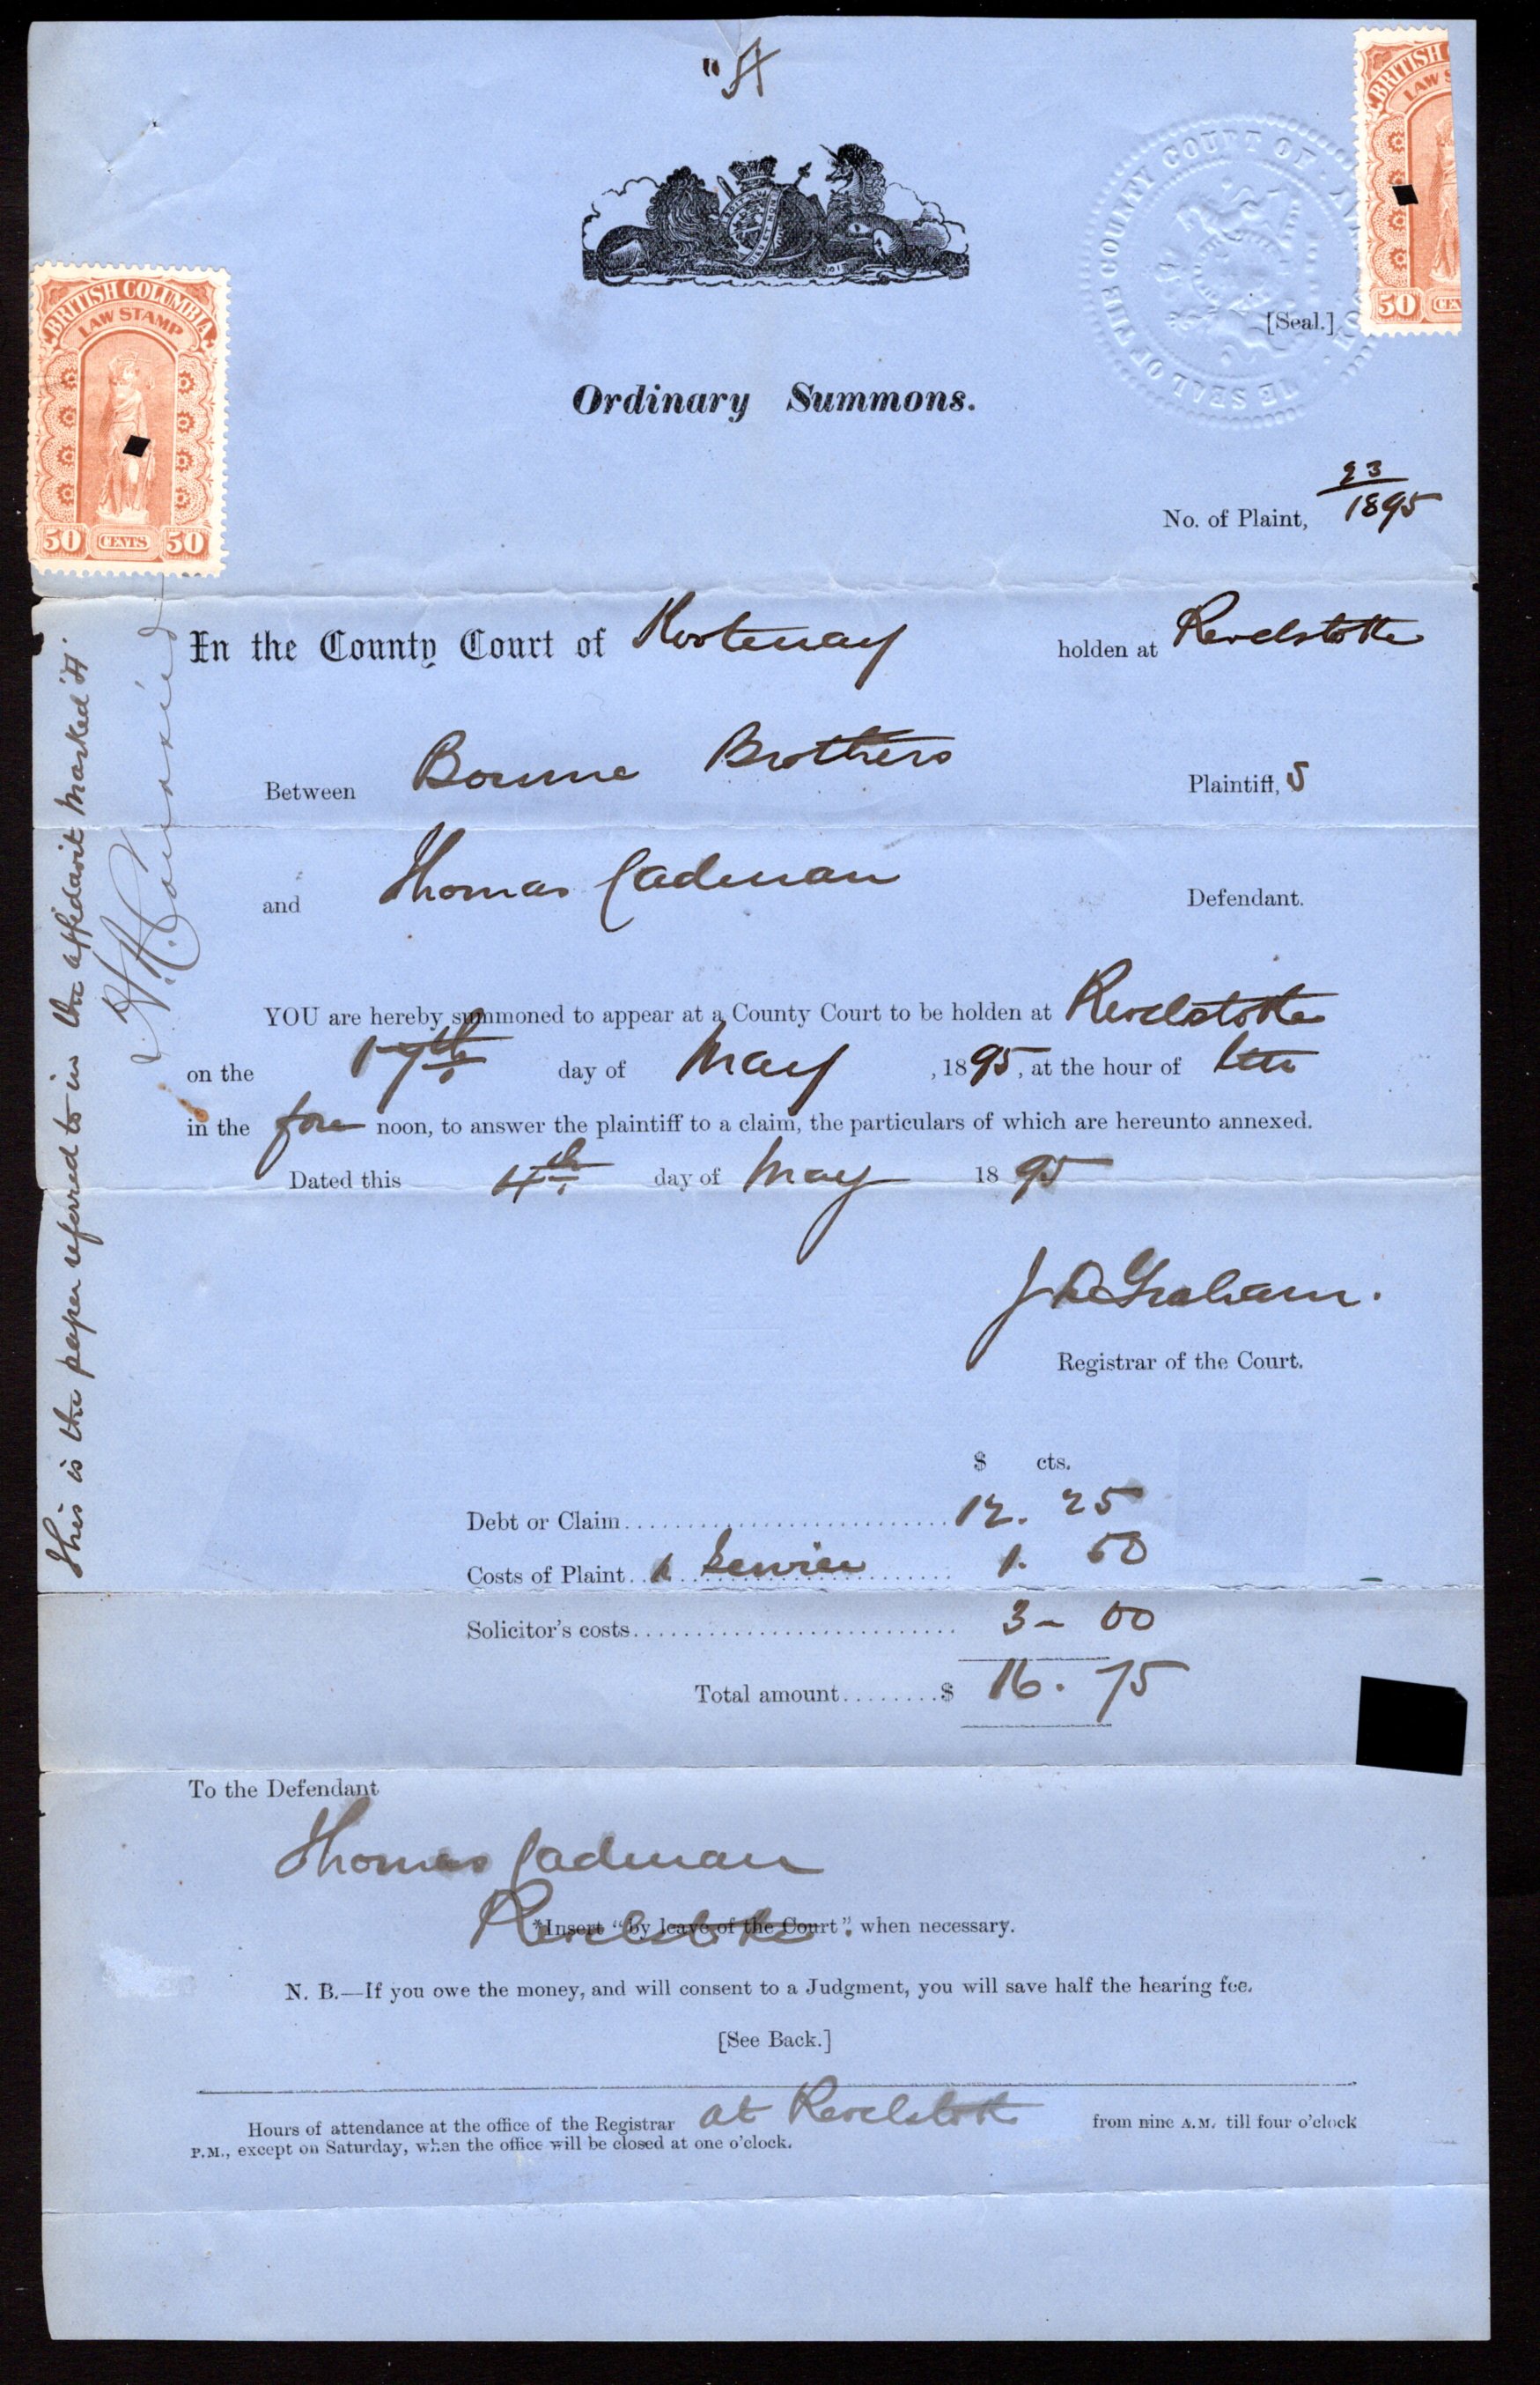 "A
BRITISH COLUMBIA
LAW STAMP
50 CENTS 50
BRITISH
LAW S
50 CEN
THE SEAL OF THE COUNTY COURT OF
[Seal.]
Ordinary Summons.
No. of Plaint, 23/1895
In the County Court of Kootenay holden at Revelstoke
Between Bourne Brothers Plaintiff, s
and Thomas Cadman Defendant.
YOU are hereby summoned to appear at a County Court to be holden at Revelstoke
on the 17th day of May , 1895, at the hour of ten
in the fore noon, to answer the plaintiff to a claim, the particulars of which are hereunto annexed.
Dated this 4th day of May 1895
J D Graham.
Registrar of the Court.
$ cts.
Debt or Claim 12. 25
Costs of Plaint & Service 1. 50
Solicitor's costs 3 - 00
Total amount $ 16. 75
To the Defendant
Thomas Cadman
Revelstoke.
*Insert "by leave of the Court" when necessary.
N. B.—If you owe the money, and will consent to a Judgment, you will save half the hearing fee.
[See Back.]
Hours of attendance at the office of the Registrar at Revelstoke from nine A.M. till four o'clock
P.M., except on Saturday, when the office will be closed at one o'clock.
This is the paper referred to in the affidavit marked "A".